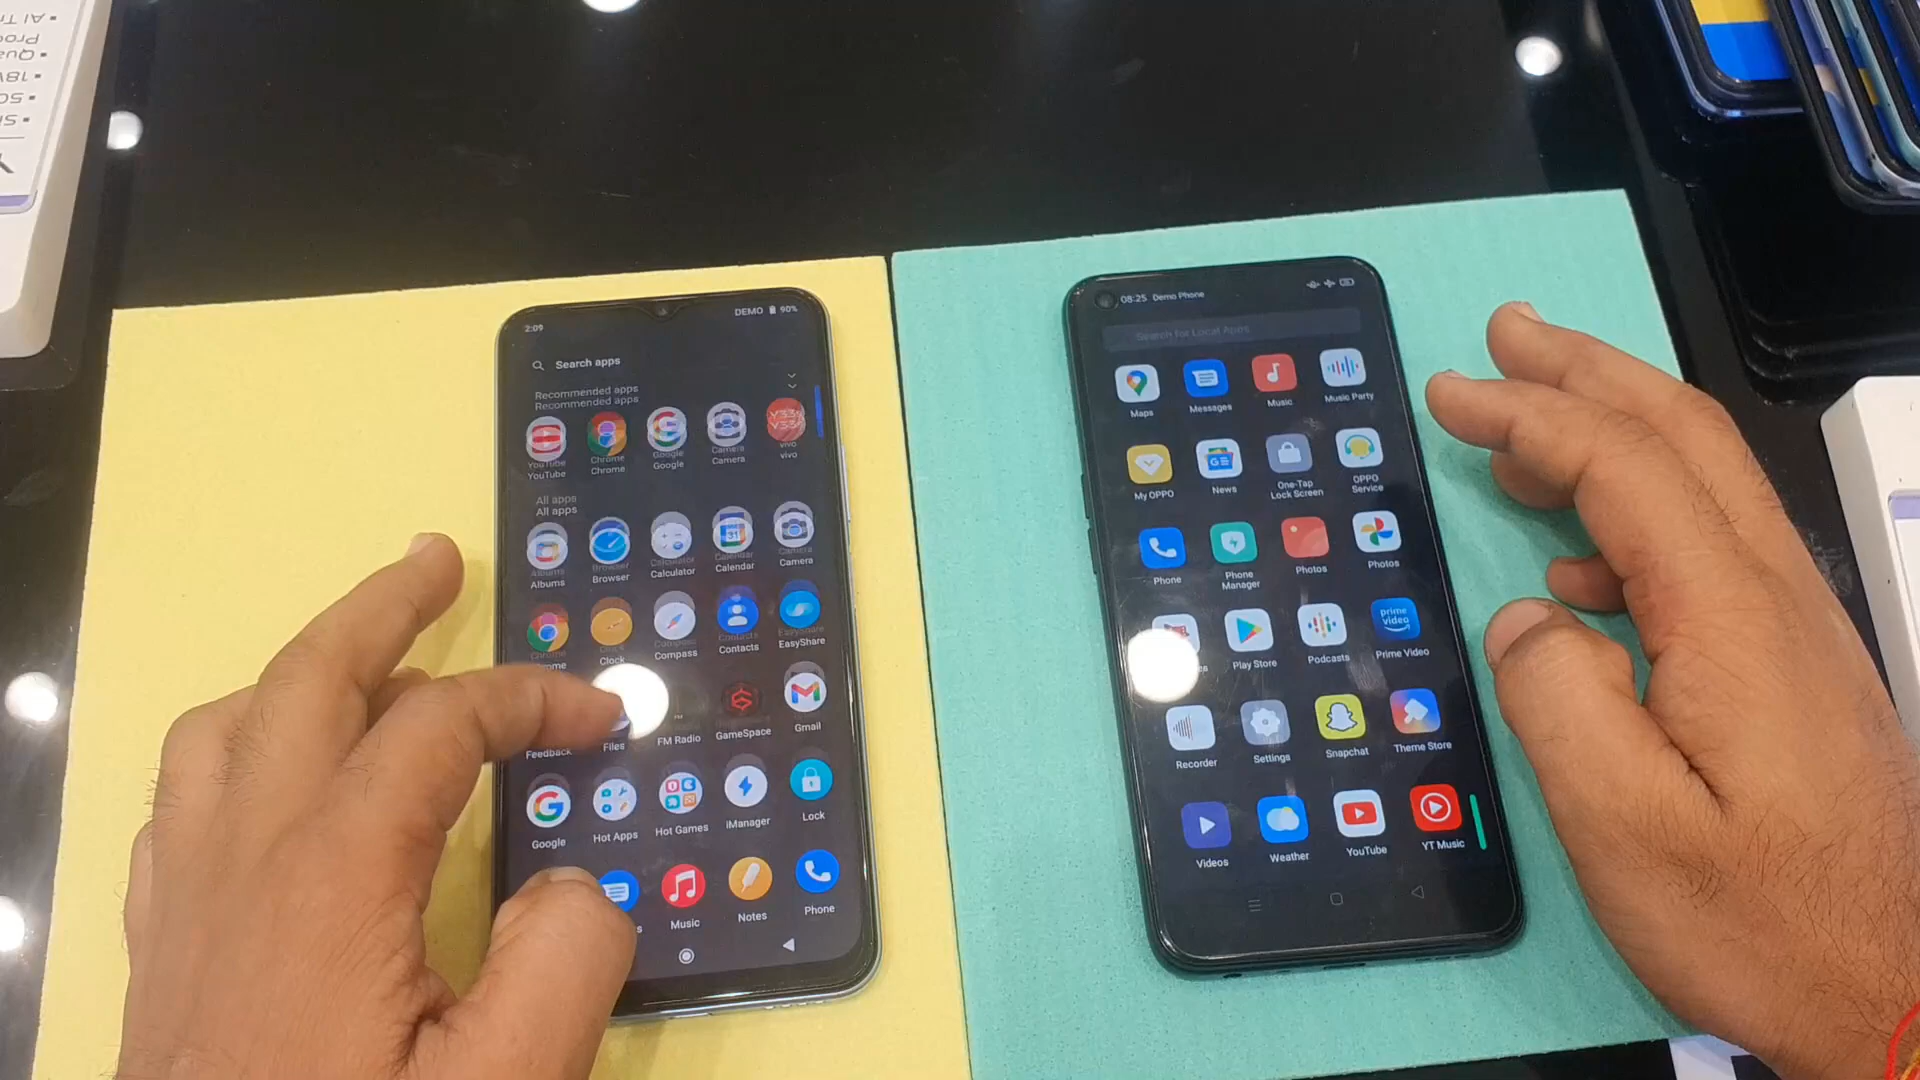 2:09
DEMO 90%
Search apps
Recommended apps
Recommended apps
YouTube Chrome Google Camera vivo
YouTube Chrome Google Camera vivo
All apps
All apps
Albums Browser Calculator Calendar Camera
Clock Compass Contacts EasyShare
Feedback Files FM Radio GameSpace Gmail
Google Hot Apps Hot Games iManager Lock
Music Notes Phone
08:25 Demo Phone
Search for Local Apps
Maps Messages Music Music Party
My OPPO News One-Tap Lock Screen OPPO Service
Phone Phone Manager Photos Photos
Play Store Podcasts prime video Prime Video
Recorder Settings Snapchat Theme Store
Videos Weather YouTube YT Music